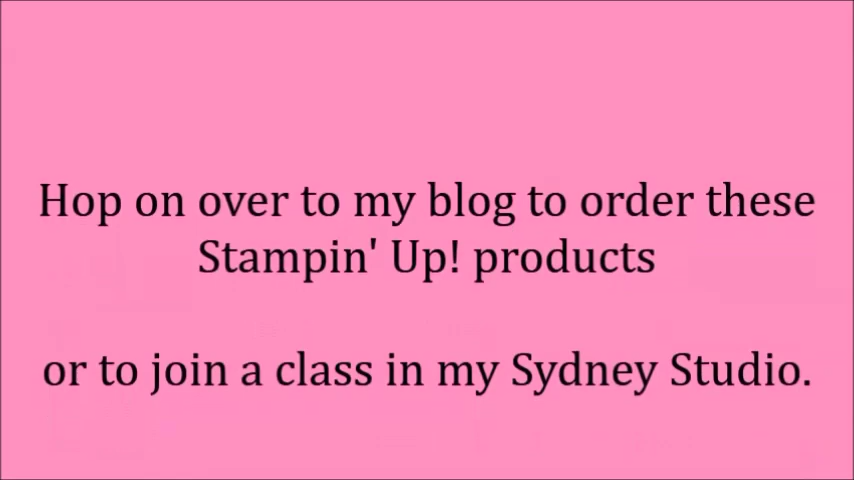 Hop on over to my blog to order these
Stampin' Up! products
or to join a class in my Sydney Studio.